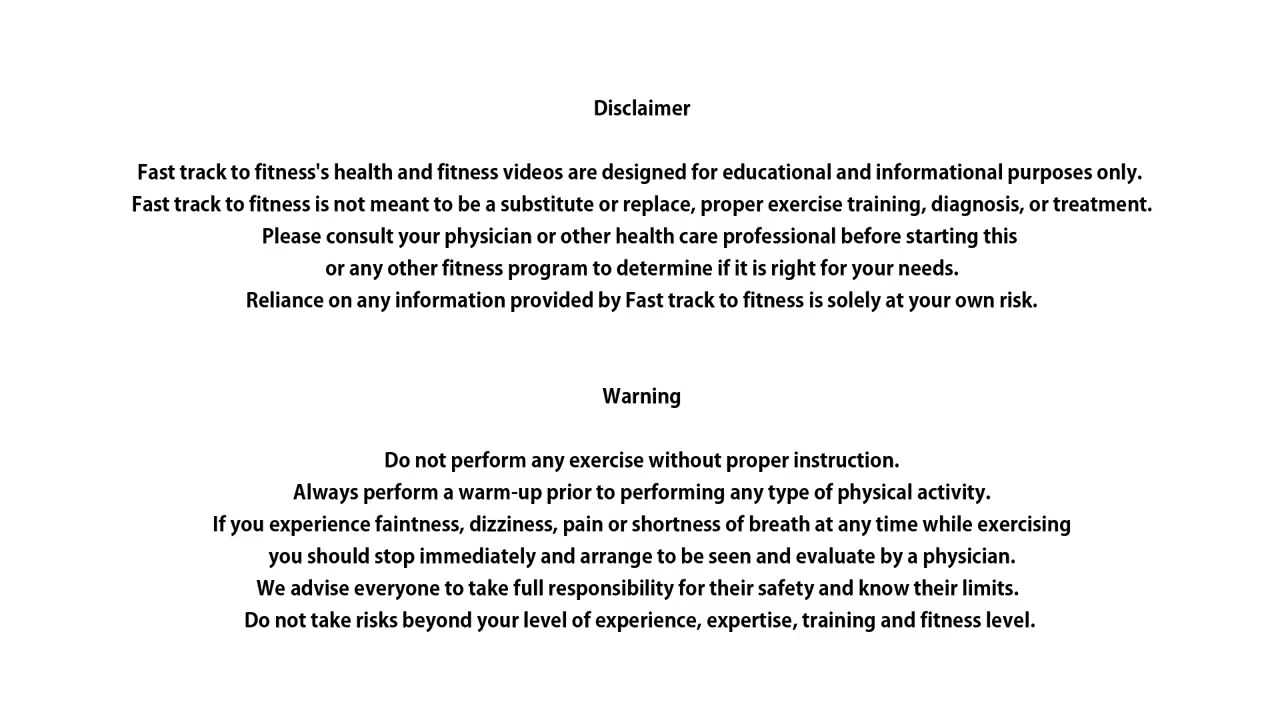 Disclaimer
Fast track to fitness's health and fitness videos are designed for educational and informational purposes only.
Fast track to fitness is not meant to be a substitute or replace, proper exercise training, diagnosis, or treatment.
Please consult your physician or other health care professional before starting this
or any other fitness program to determine if it is right for your needs.
Reliance on any information provided by Fast track to fitness is solely at your own risk.
Warning
Do not perform any exercise without proper instruction.
Always perform a warm-up prior to performing any type of physical activity.
If you experience faintness, dizziness, pain or shortness of breath at any time while exercising
you should stop immediately and arrange to be seen and evaluate by a physician.
We advise everyone to take full responsibility for their safety and know their limits.
Do not take risks beyond your level of experience, expertise, training and fitness level.